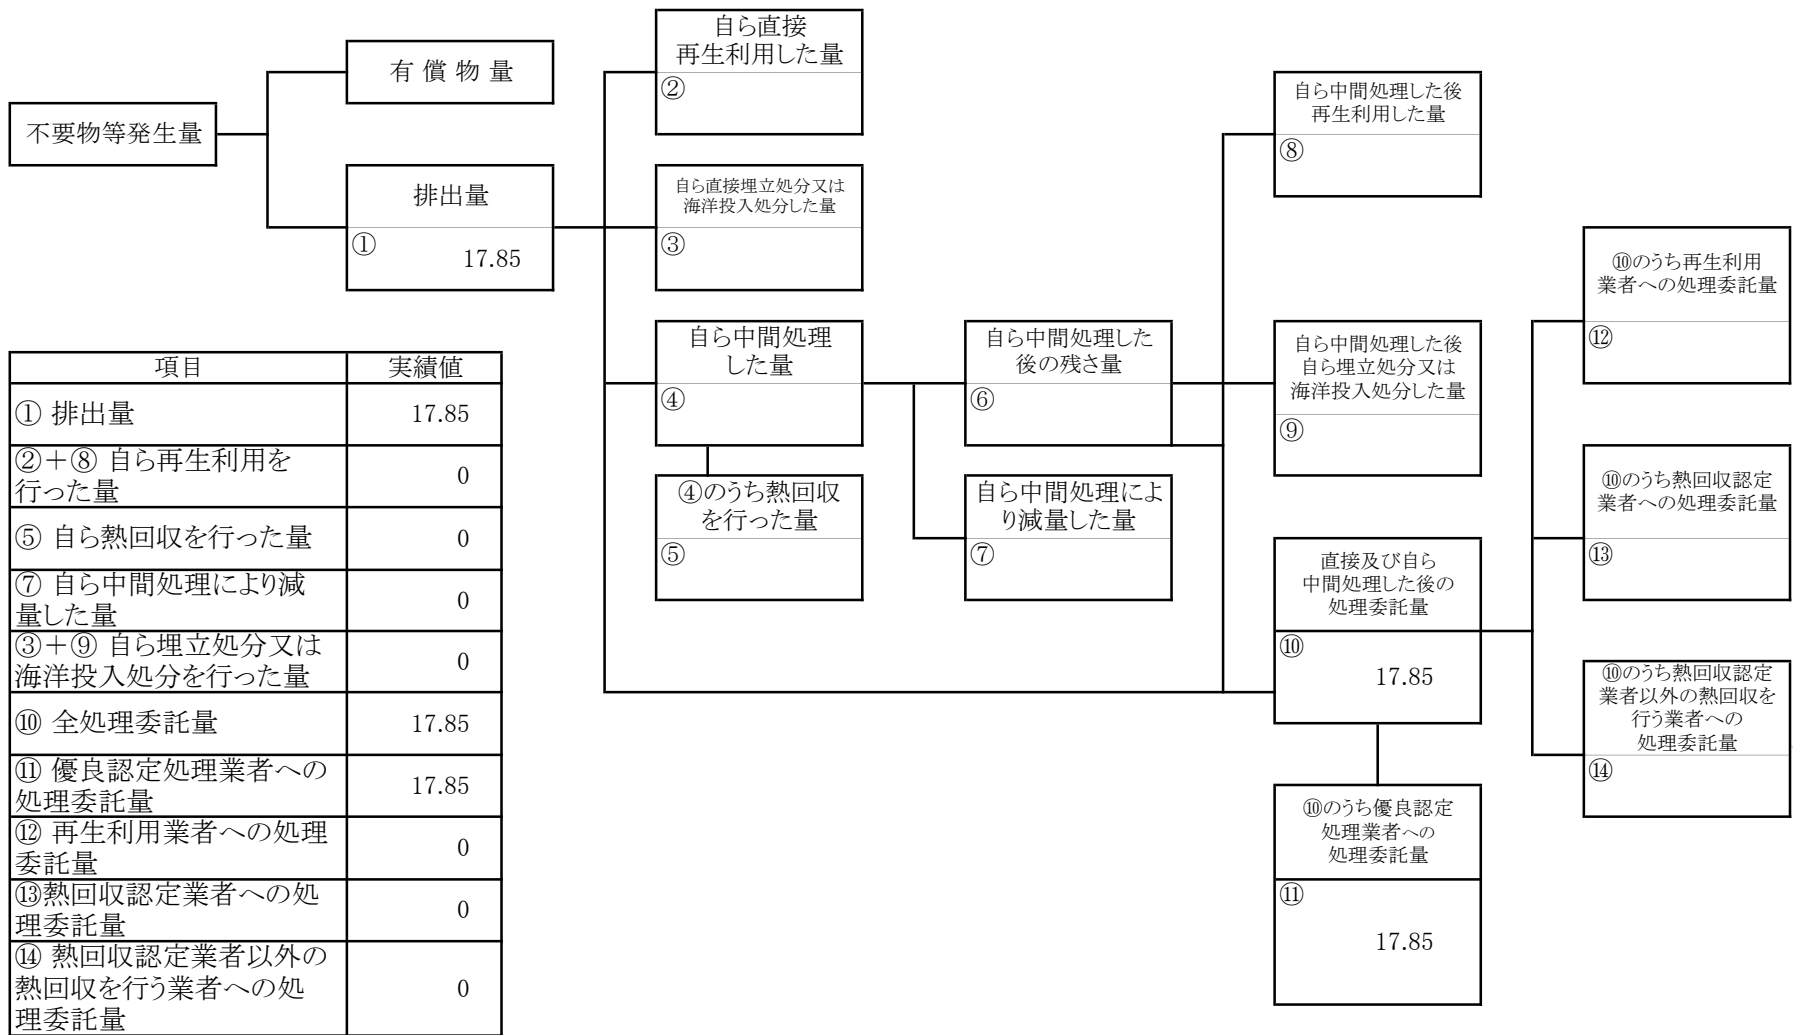 不要物等発生量
有 償 物 量
排出量
①
17.85
自ら直接
再生利用した量
②
自ら直接埋立処分又は
海洋投入処分した量
③
自ら中間処理
した量
④
④のうち熱回収
を行った量
⑤
自ら中間処理した
後の残さ量
⑥
自ら中間処理によ
り減量した量
⑦
自ら中間処理した後
再生利用した量
⑧
自ら中間処理した後
自ら埋立処分又は
海洋投入処分した量
⑨
直接及び自ら
中間処理した後の
処理委託量
⑩
17.85
⑩のうち優良認定
処理業者への
処理委託量
⑪
17.85
⑩のうち再生利用
業者への処理委託量
⑫
⑩のうち熱回収認定
業者への処理委託量
⑬
⑩のうち熱回収認定
業者以外の熱回収を
行う業者への
処理委託量
⑭
項目 実績値
① 排出量 17.85
②＋⑧ 自ら再生利用を
行った量 0
⑤ 自ら熱回収を行った量 0
⑦ 自ら中間処理により減
量した量 0
③＋⑨ 自ら埋立処分又は
海洋投入処分を行った量 0
⑩ 全処理委託量 17.85
⑪ 優良認定処理業者への
処理委託量 17.85
⑫ 再生利用業者への処理
委託量 0
⑬熱回収認定業者への処
理委託量 0
⑭ 熱回収認定業者以外の
熱回収を行う業者への処
理委託量 0